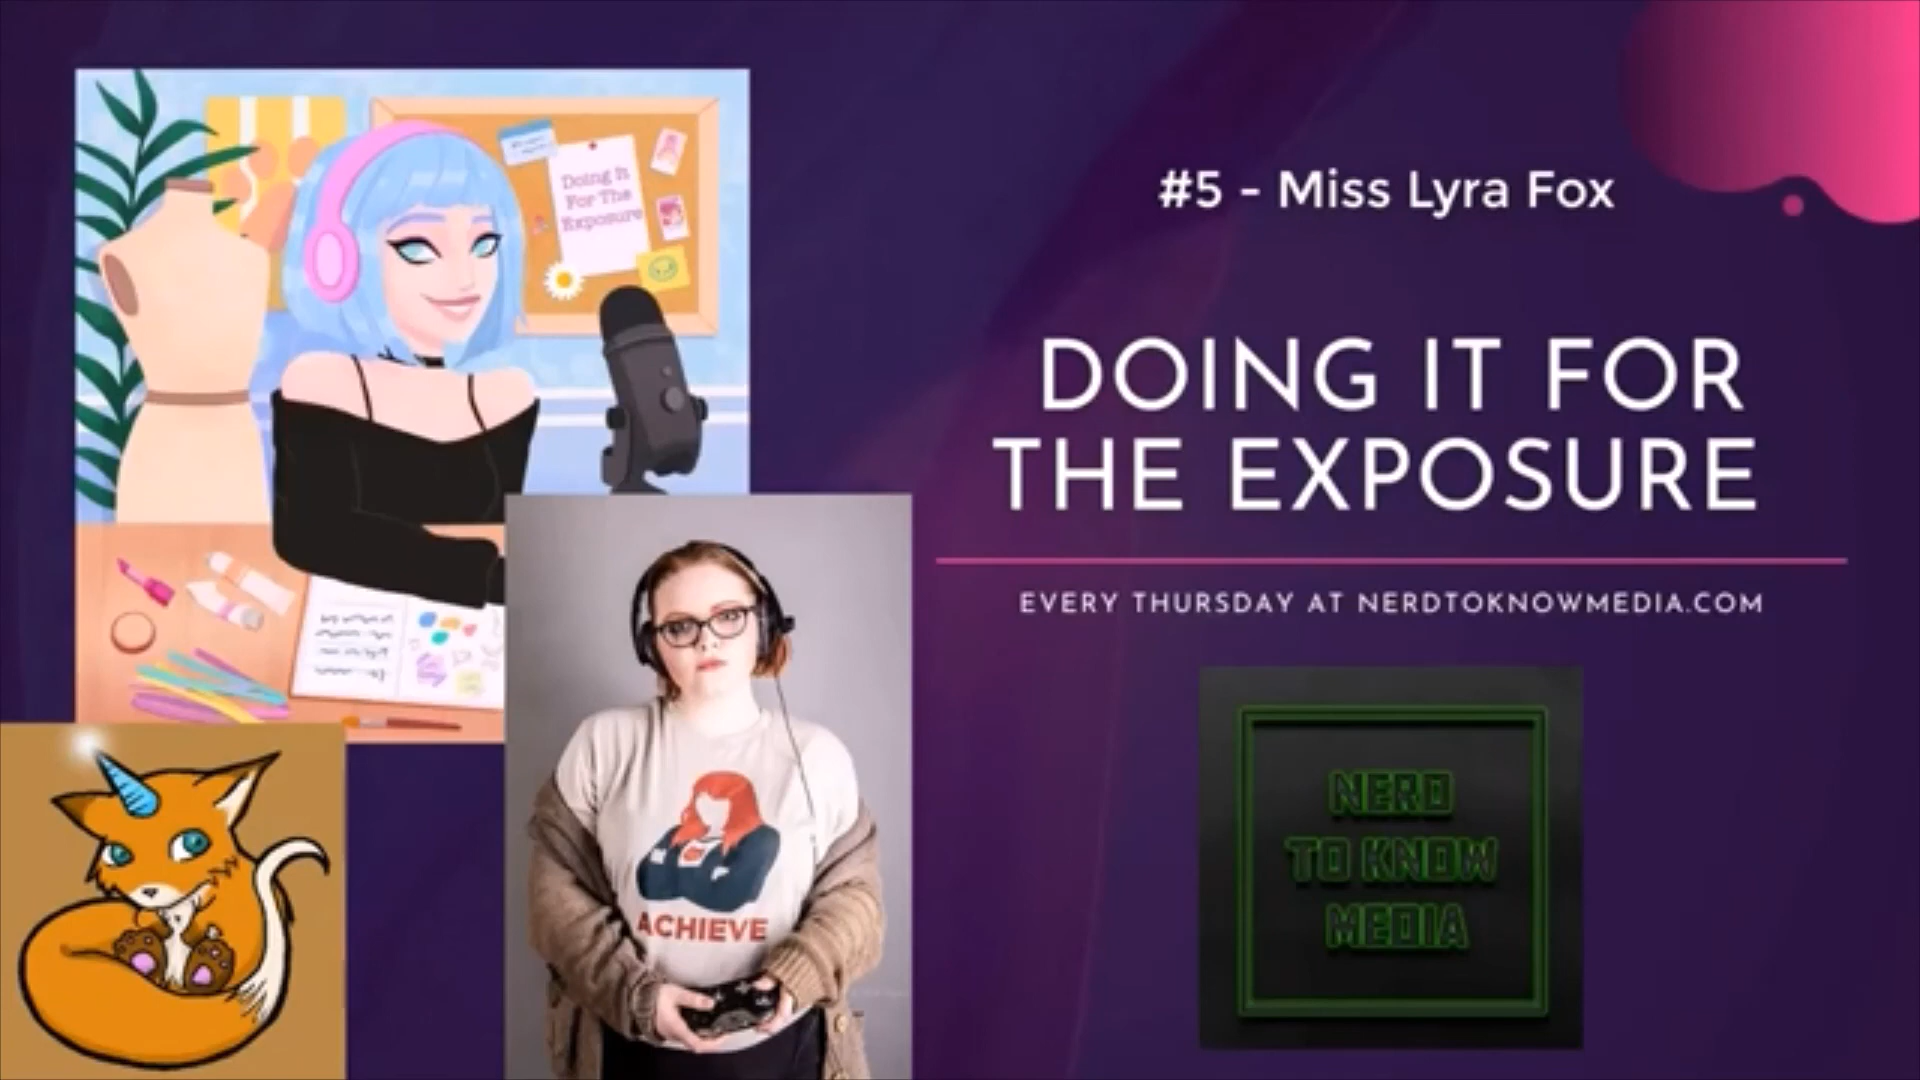 #5 - Miss Lyra Fox
DOING IT FOR
THE EXPOSURE
EVERY THURSDAY AT NERDTOKNOWMEDIA.COM
Doing It
For The
Exposure
ACHIEVE
NERD
TO KNOW
MEDIA